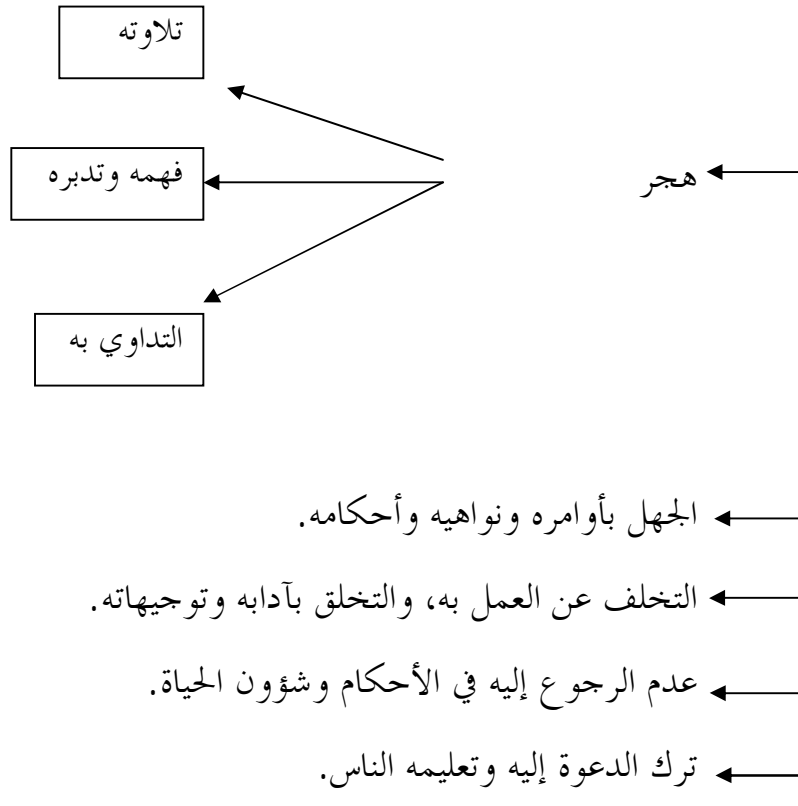 هجر
تلاوته
فهمه وتدبره
التداوي به
الجهل بأوامره ونواهيه وأحكامه.
التخلف عن العمل به، والتخلق بآدابه وتوجيهاته.
عدم الرجوع إليه في الأحكام وشؤون الحياة.
ترك الدعوة إليه وتعليمه الناس.